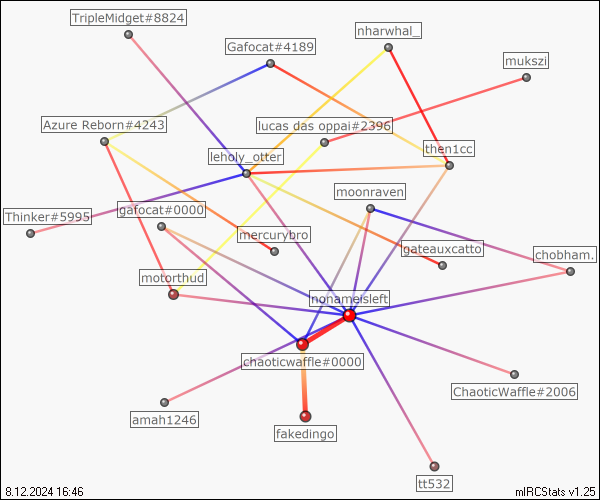 TripleMidget#8824
nharwhal_
Gafocat#4189
mukszi
Azure Reborn#4243
lucas das oppai#2396
then1cc
leholy_otter
moonraven
Thinker#5995
gafocat#0000
mercurybro
gateauxcatto
chobham.
motorthud
nonameisleft
chaoticwaffle#0000
ChaoticWaffle#2006
amah1246
fakedingo
tt532
8.12.2024 16:46
mIRCStats v1.25